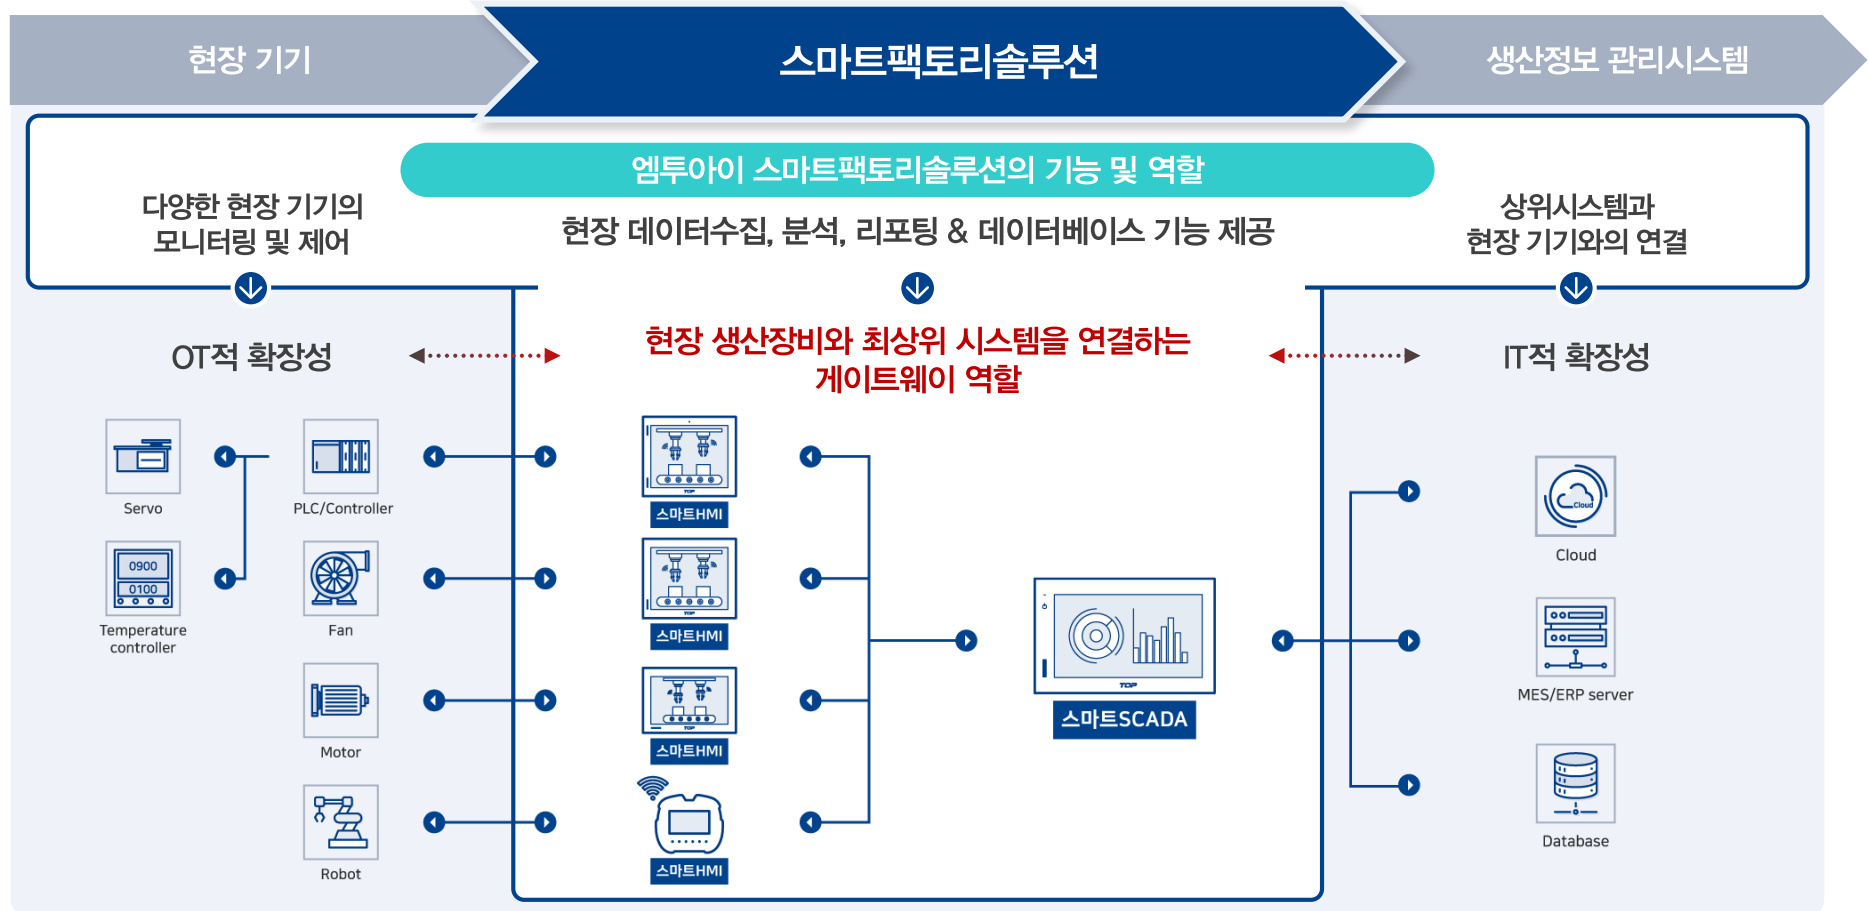 현장 기기
스마트팩토리솔루션
생산정보 관리시스템
엠투아이 스마트팩토리솔루션의 기능 및 역할
다양한 현장 기기의
모니터링 및 제어
현장 데이터수집, 분석, 리포팅 & 데이터베이스 기능 제공
상위시스템과
현장 기기와의 연결
OT적 확장성
현장 생산장비와 최상위 시스템을 연결하는
게이트웨이 역할
IT적 확장성
Servo
PLC/Controller
TOP
스마트HMI
0900
0100
Temperature
controller
Fan
TOP
스마트HMI
Motor
TOP
스마트HMI
Robot
스마트HMI
TOP
스마트SCADA
Cloud
Cloud
MES/ERP server
Database